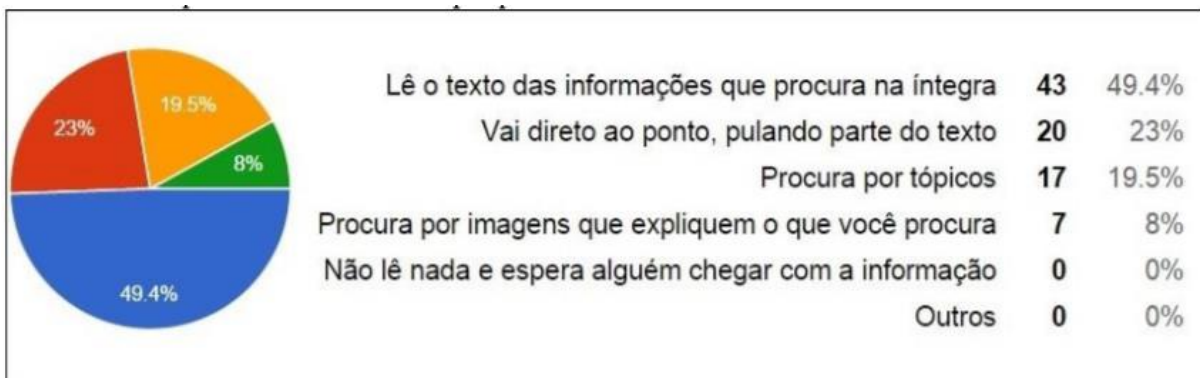 23%
19.5%
8%
49.4%
Lê o texto das informações que procura na íntegra 43 49.4%
Vai direto ao ponto, pulando parte do texto 20 23%
Procura por tópicos 17 19.5%
Procura por imagens que expliquem o que você procura 7 8%
Não lê nada e espera alguém chegar com a informação 0 0%
Outros 0 0%